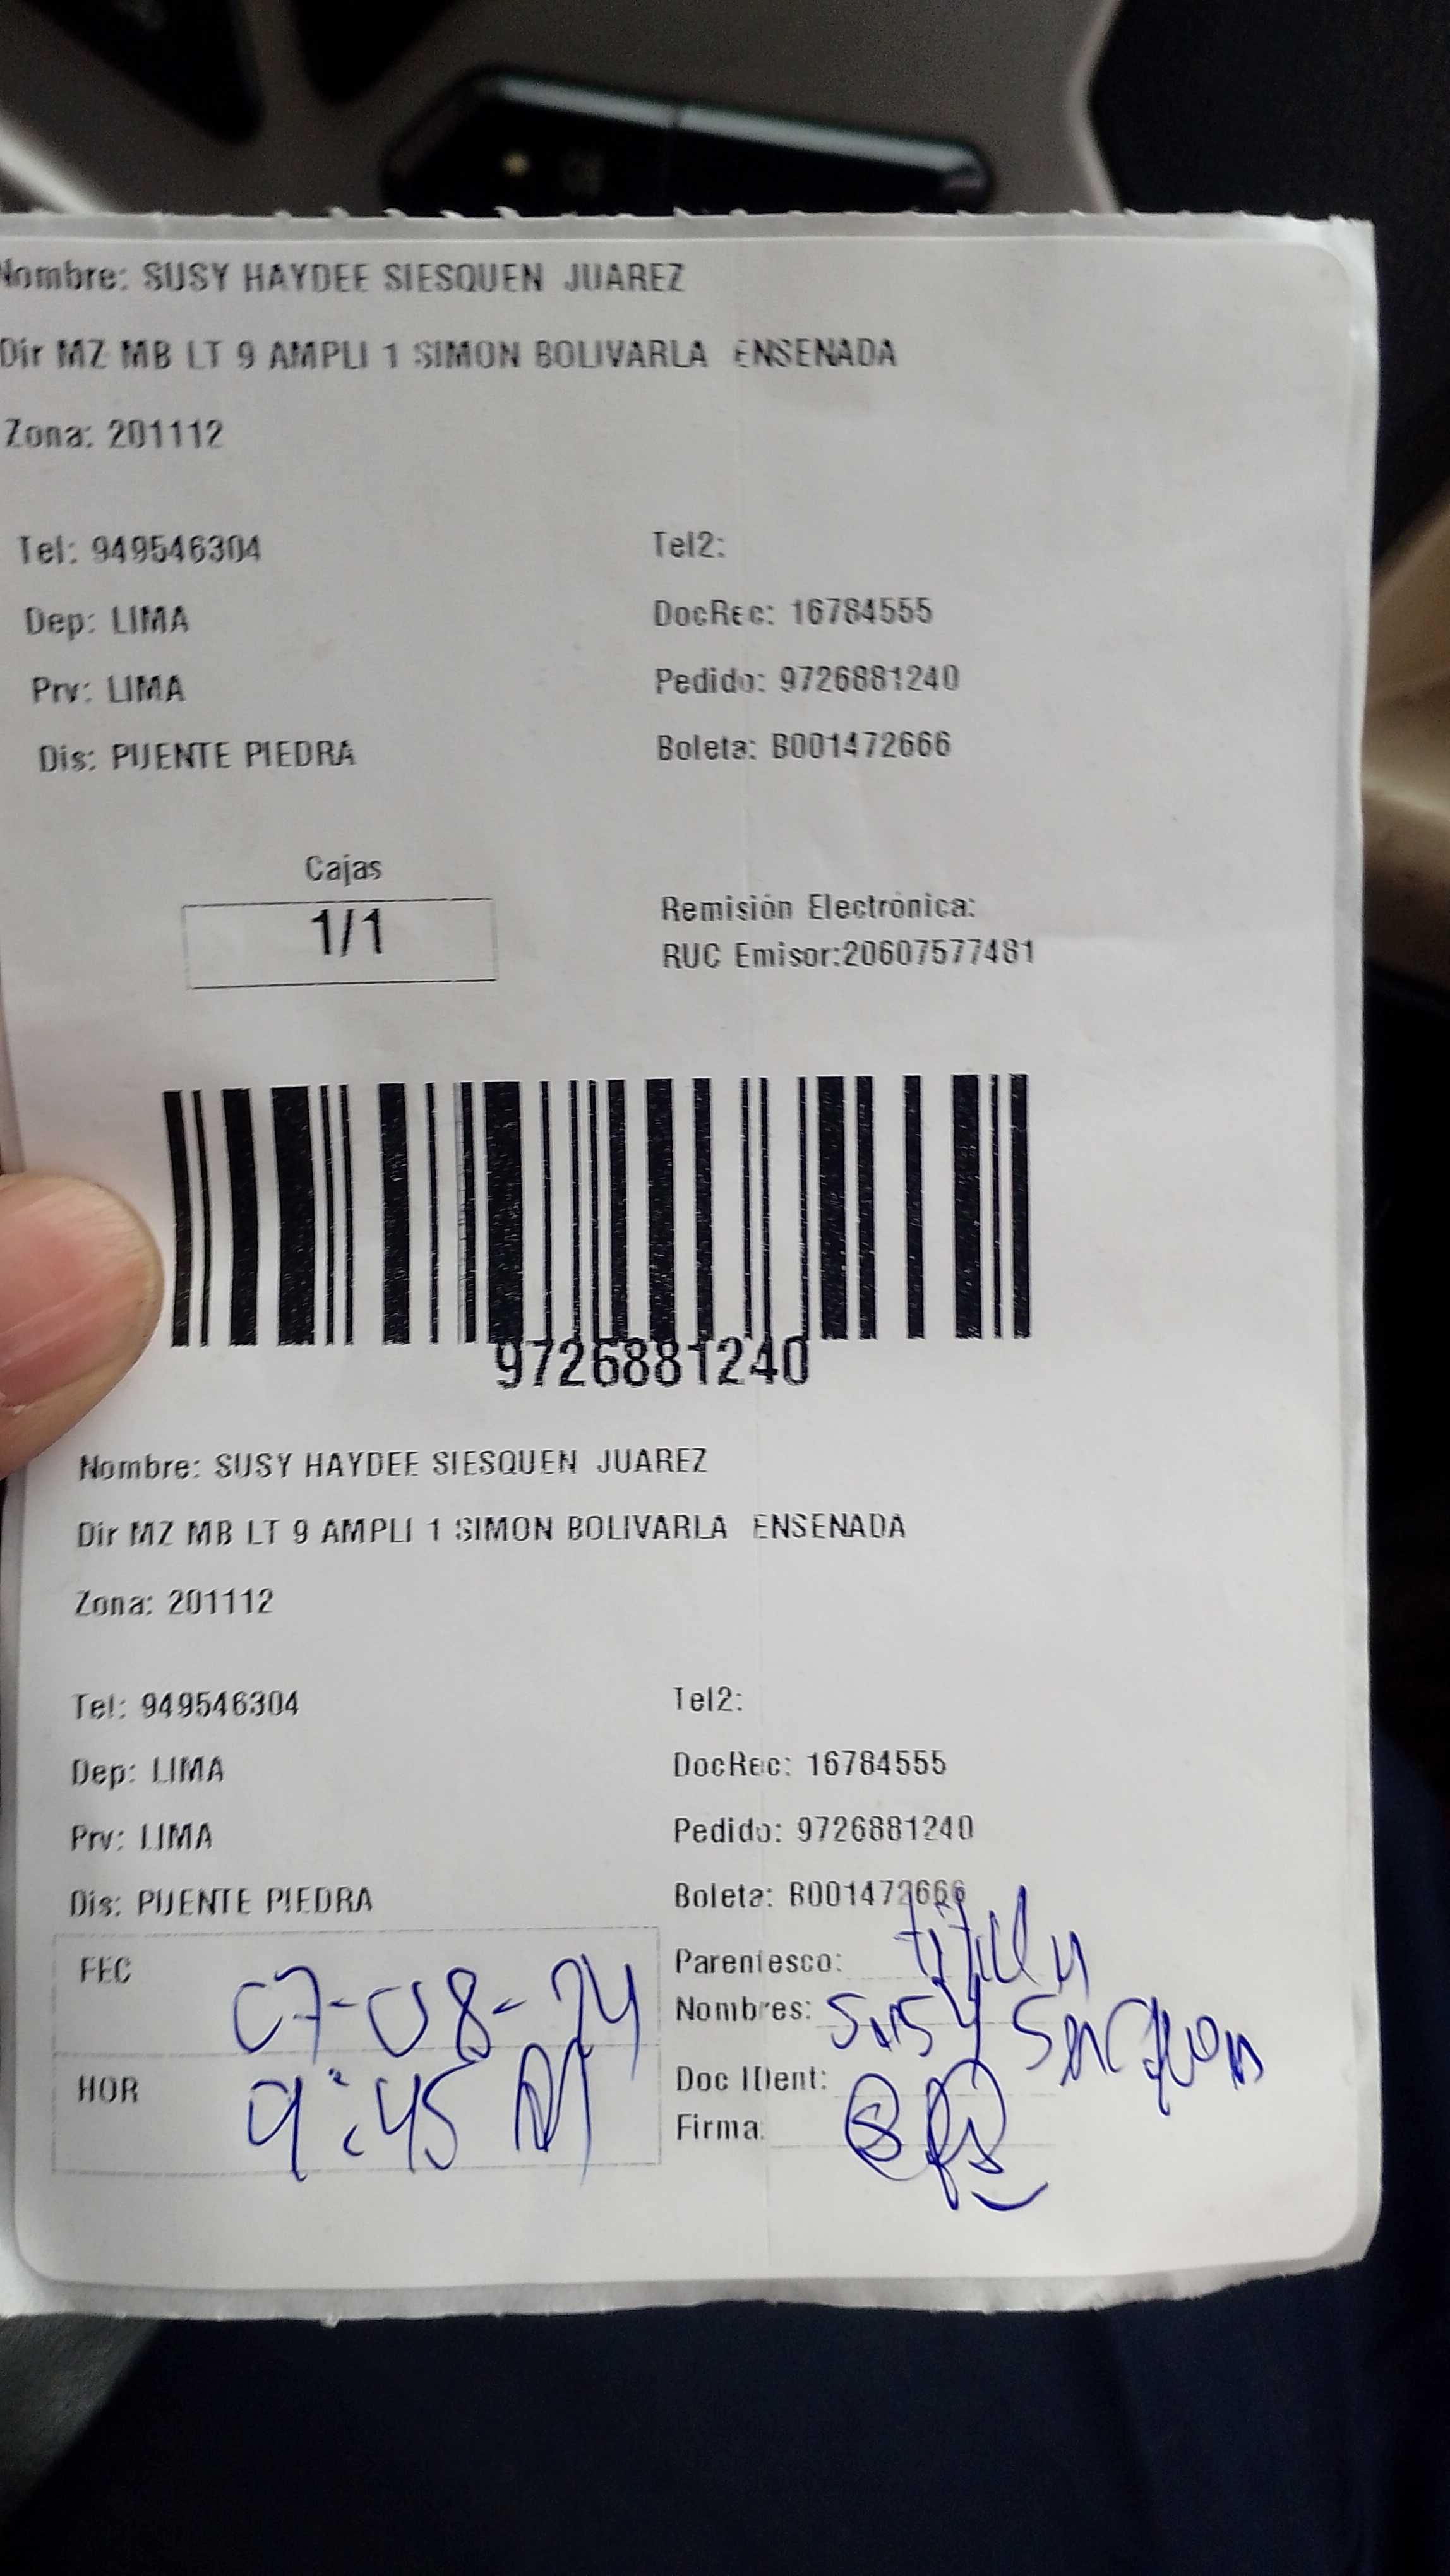 Nombre: SUSY HAYDEE SIESQUEN JUAREZ
Dir MZ MB LT 9 AMPLI 1 SIMON BOLIVARLA ENSENADA
Zona: 201112
Tel: 949546304 Tel2:
Dep: LIMA DocRec: 16784555
Prv: LIMA Pedido: 9726881240
Dis: PUENTE PIEDRA Boleta: B001472666
Cajas
1/1
Remisión Electrónica:
RUC Emisor:20607577481
9726881240
Nombre: SUSY HAYDEE SIESQUEN JUAREZ
Dir MZ MB LT 9 AMPLI 1 SIMON BOLIVARLA ENSENADA
Zona: 201112
Tel: 949546304 Tel2:
Dep: LIMA DocRec: 16784555
Prv: LIMA Pedido: 9726881240
Dis: PUENTE PIEDRA Boleta: B001472666
FEC 07-08-24
HOR 9:45
Parentesco:
Nombres: Susy
Doc IDent:
Firma: